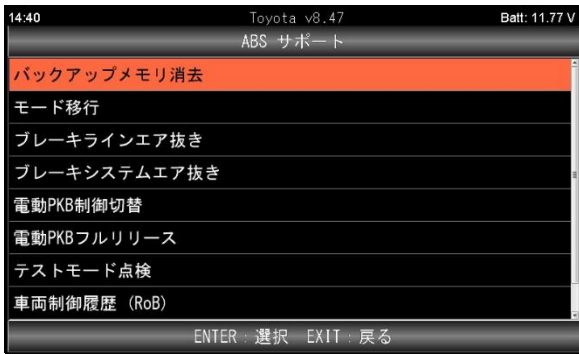 14:40 Toyota v8.47 Batt: 11.77 V
ABS サポート
バックアップメモリ消去
モード移行
ブレーキラインエア抜き
ブレーキシステムエア抜き
電動PKB制御切替
電動PKBフルリリース
テストモード点検
車両制御履歴 (RoB)
ENTER : 選択 EXIT : 戻る